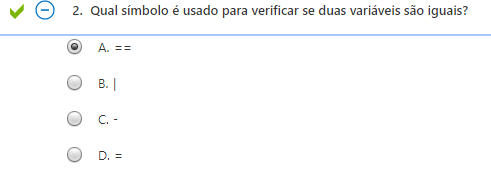 2. Qual símbolo é usado para verificar se duas variáveis são iguais?
A. ==
B. |
C. -
D. =